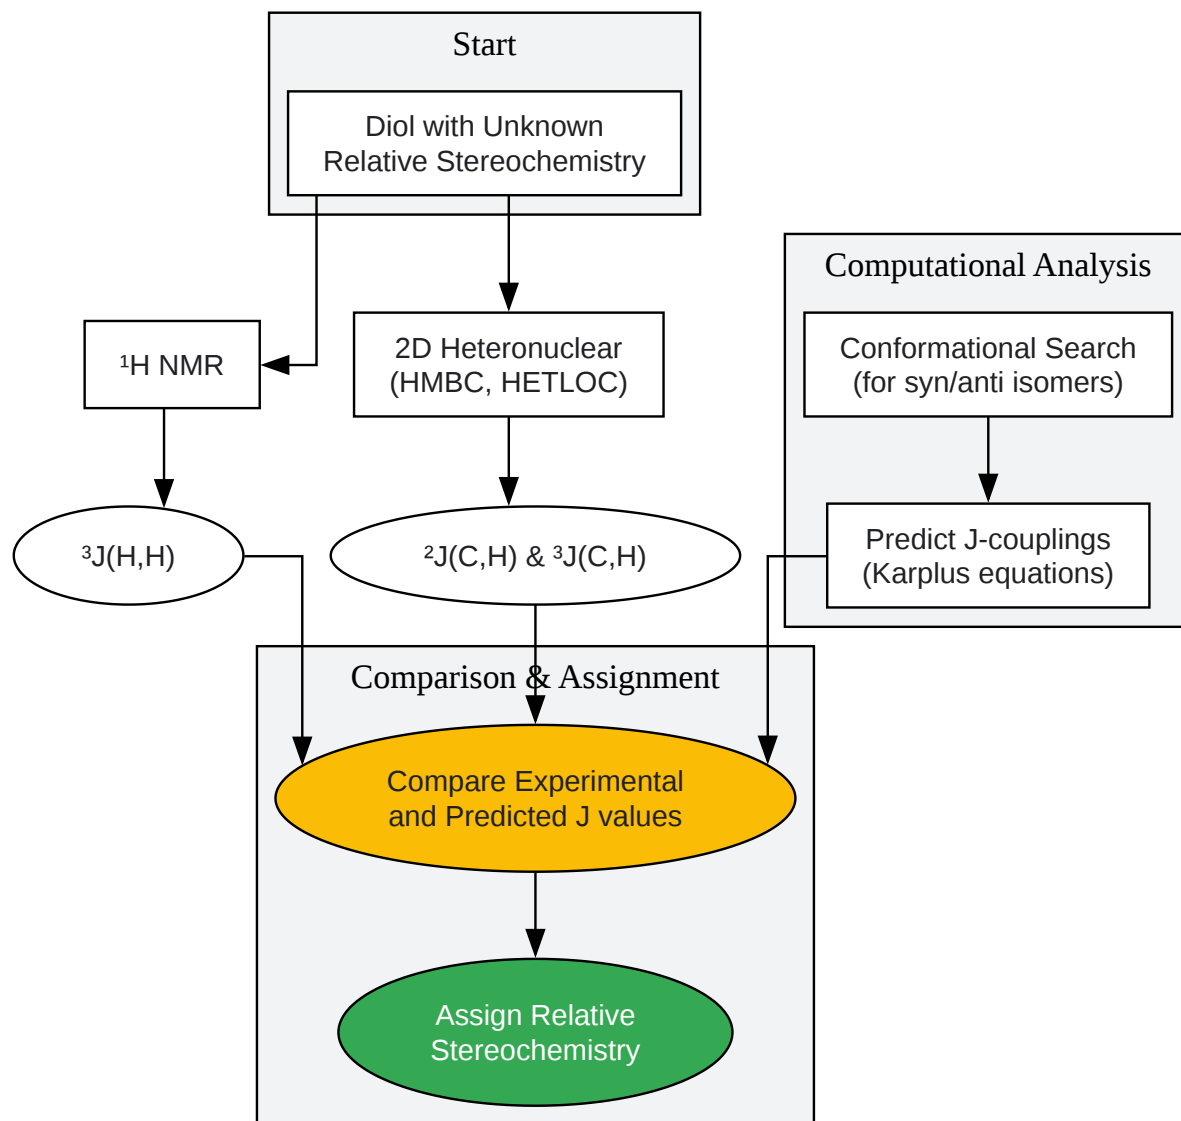 Start
Diol with Unknown
Relative Stereochemistry
Computational Analysis
¹H NMR
2D Heteronuclear
(HMBC, HETLOC)
Conformational Search
(for syn/anti isomers)
³J(H,H)
²J(C,H) & ³J(C,H)
Predict J-couplings
(Karplus equations)
Comparison & Assignment
Compare Experimental
and Predicted J values
Assign Relative
Stereochemistry